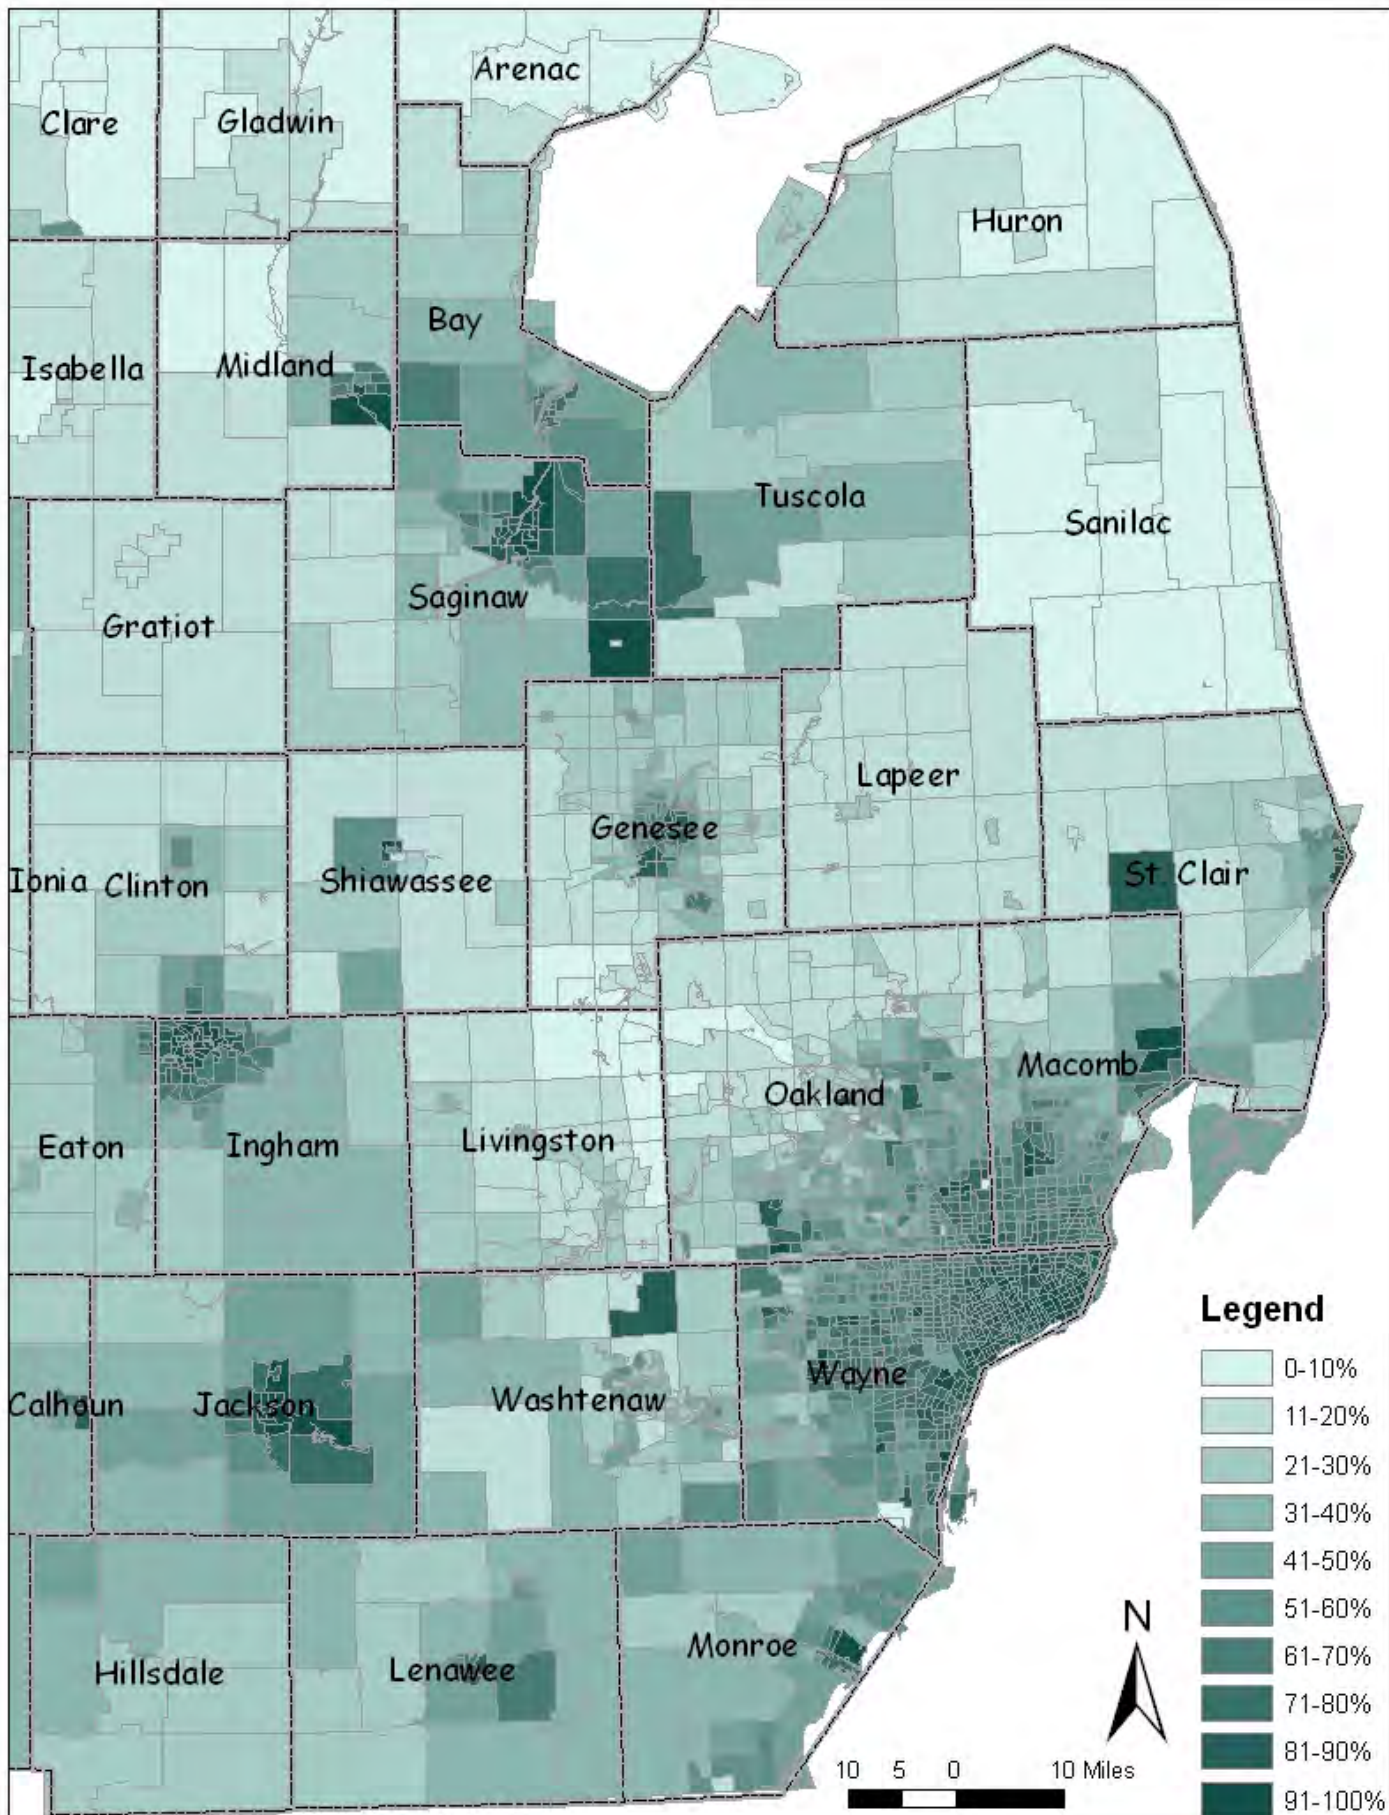 Arenac
Clare
Gladwin
Huron
Bay
Isabella
Midland
Tuscola
Sanilac
Saginaw
Gratiot
Lapeer
Genesee
Ionia
Clinton
Shiawassee
St. Clair
Macomb
Oakland
Eaton
Ingham
Livingston
Legend
0-10%
11-20%
21-30%
31-40%
41-50%
51-60%
61-70%
71-80%
81-90%
91-100%
Wayne
Calhoun
Jackson
Washtenaw
Monroe
Hillsdale
Lenawee
N
10 5 0 10 Miles